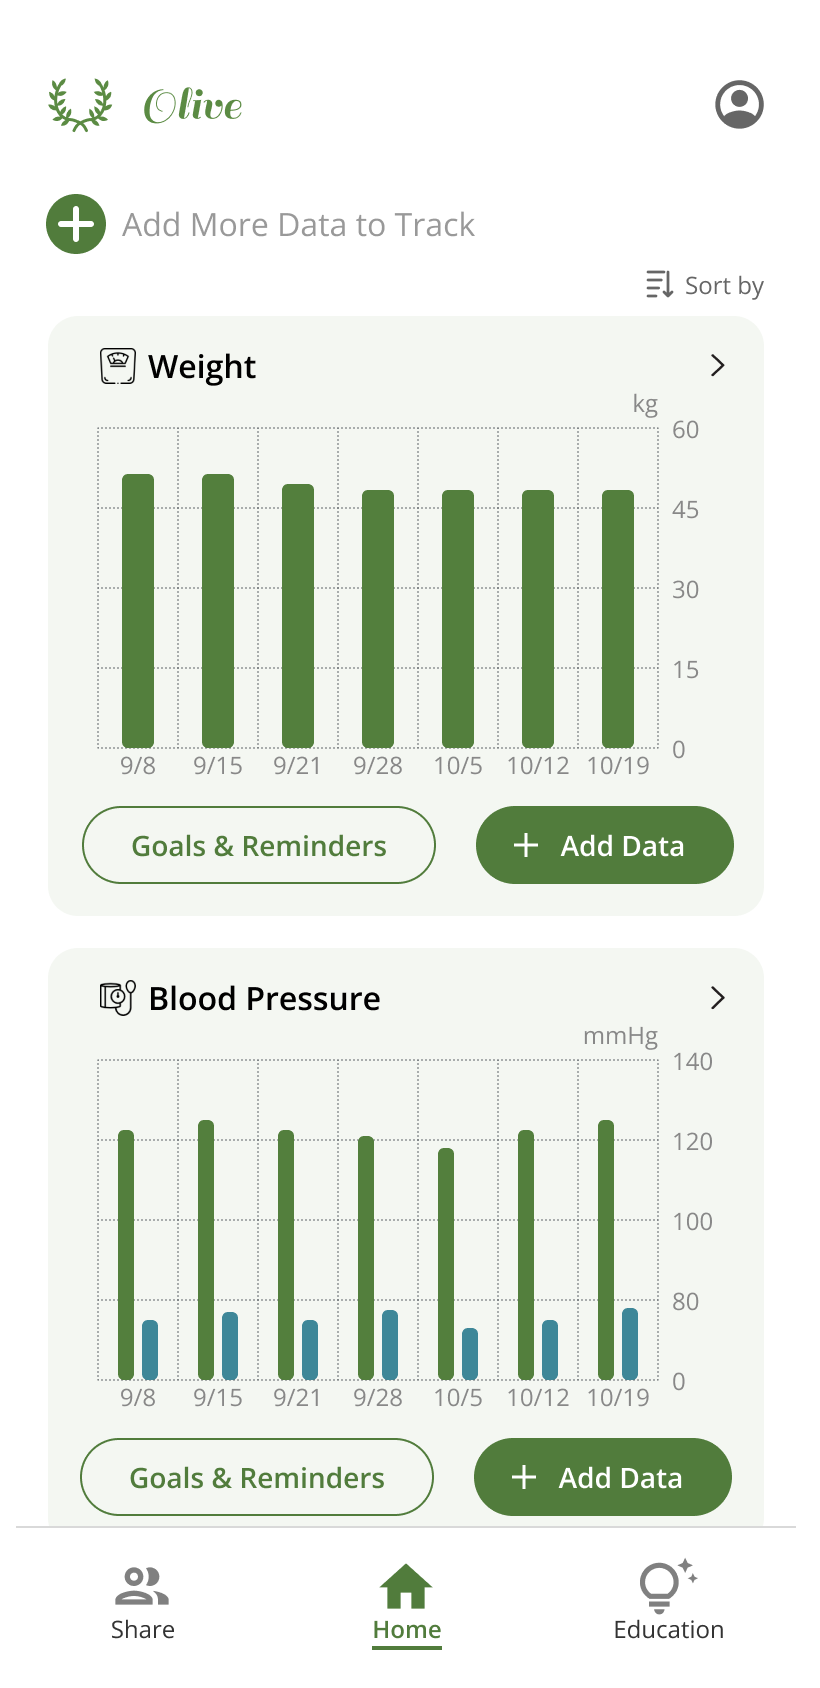 Olive
Add More Data to Track
Sort by
Weight
kg
60
45
30
15
0
9/8 9/15 9/21 9/28 10/5 10/12 10/19
Goals & Reminders + Add Data
Blood Pressure
mmHg
140
120
100
80
0
9/8 9/15 9/21 9/28 10/5 10/12 10/19
Goals & Reminders + Add Data
Share Home Education